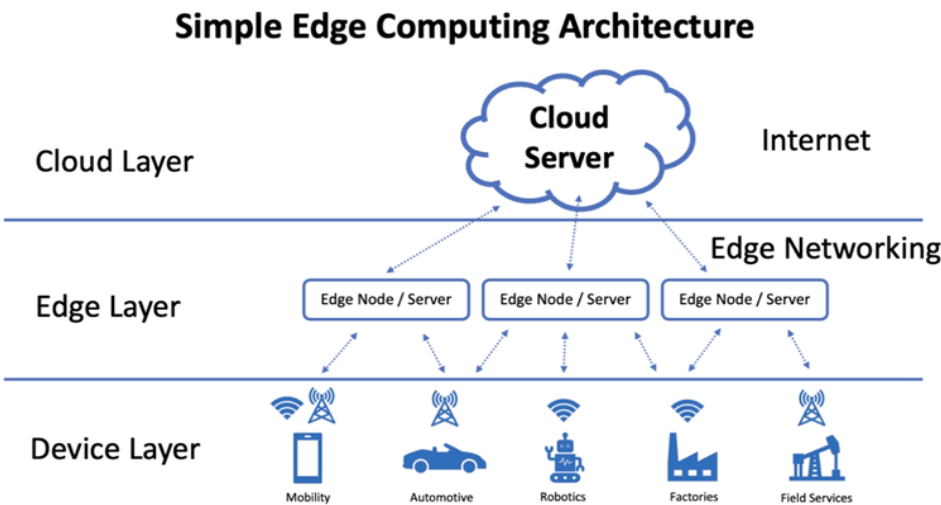 Simple Edge Computing Architecture
Cloud
Server
Internet
Cloud Layer
Edge Networking
Edge Layer
Edge Node / Server
Edge Node / Server
Edge Node / Server
Device Layer
Mobility
Automotive
Robotics
Factories
Field Services